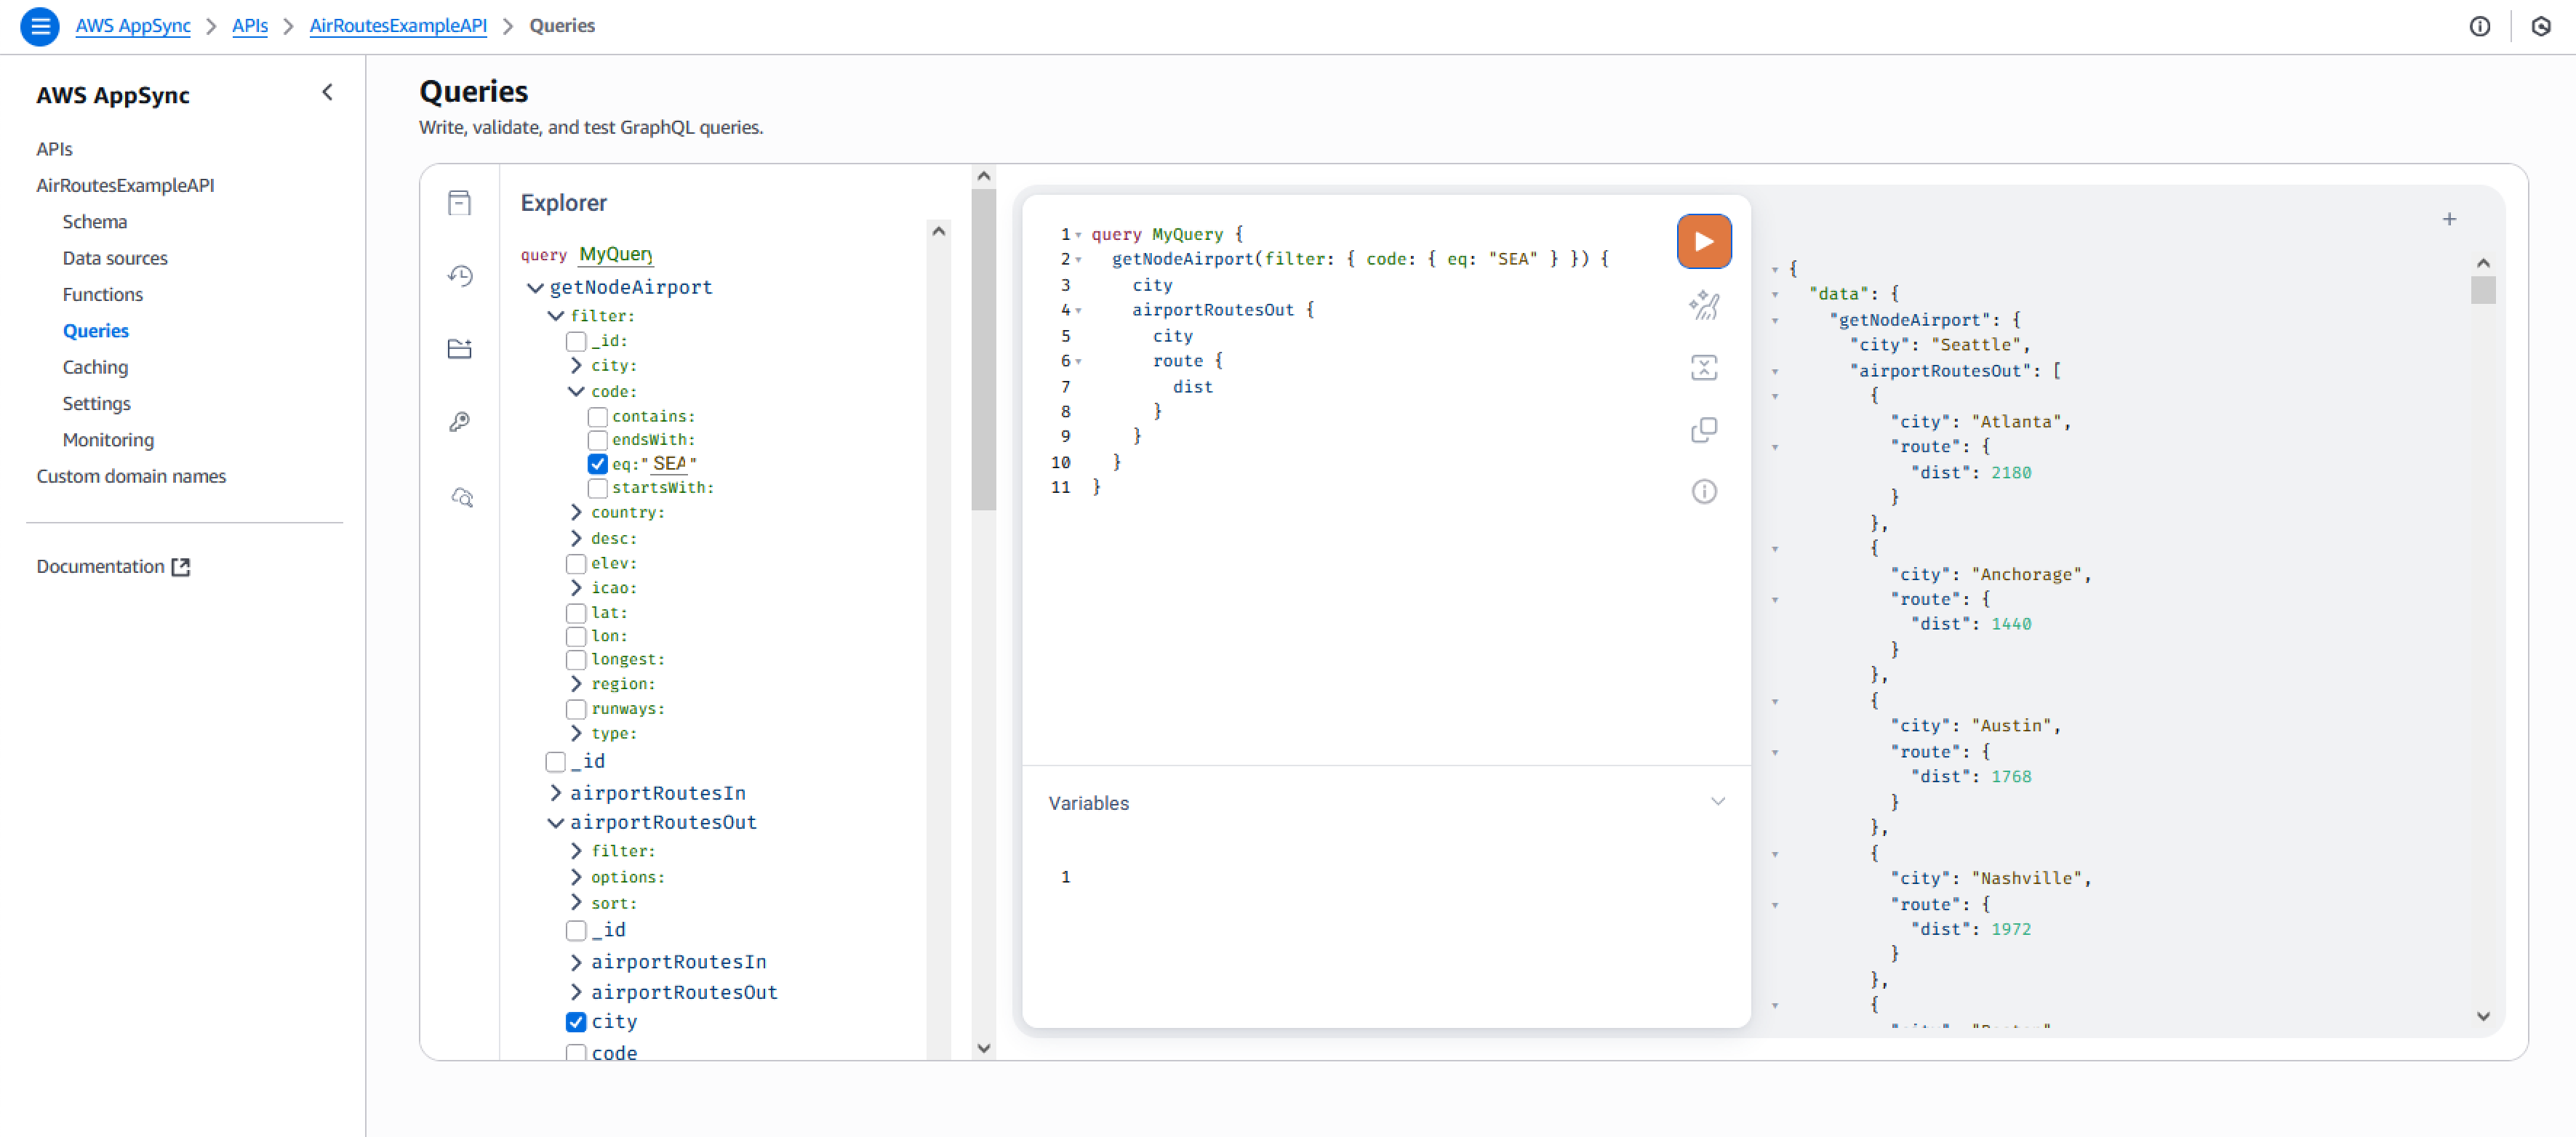 AWS AppSync > APIs > AirRoutesExampleAPI > Queries
AWS AppSync
APIs
AirRoutesExampleAPI
Schema
Data sources
Functions
Queries
Caching
Settings
Monitoring
Custom domain names
Documentation
Queries
Write, validate, and test GraphQL queries.
Explorer
query MyQuery
getNodeAirport
filter:
_id:
city:
code:
contains:
endsWith:
eq:"SEA"
startsWith:
country:
desc:
elev:
icao:
lat:
lon:
longest:
region:
runways:
type:
_id
airportRoutesIn
airportRoutesOut
filter:
options:
sort:
_id
airportRoutesIn
airportRoutesOut
city
code
1 query MyQuery {
2 getNodeAirport(filter: { code: { eq: "SEA" } }) {
3 city
4 airportRoutesOut {
5 city
6 route {
7 dist
8 }
9 }
10 }
11 }
Variables
1
{
"data": {
"getNodeAirport": {
"city": "Seattle",
"airportRoutesOut": [
{
"city": "Atlanta",
"route": {
"dist": 2180
}
},
{
"city": "Anchorage",
"route": {
"dist": 1440
}
},
{
"city": "Austin",
"route": {
"dist": 1768
}
},
{
"city": "Nashville",
"route": {
"dist": 1972
}
},
{